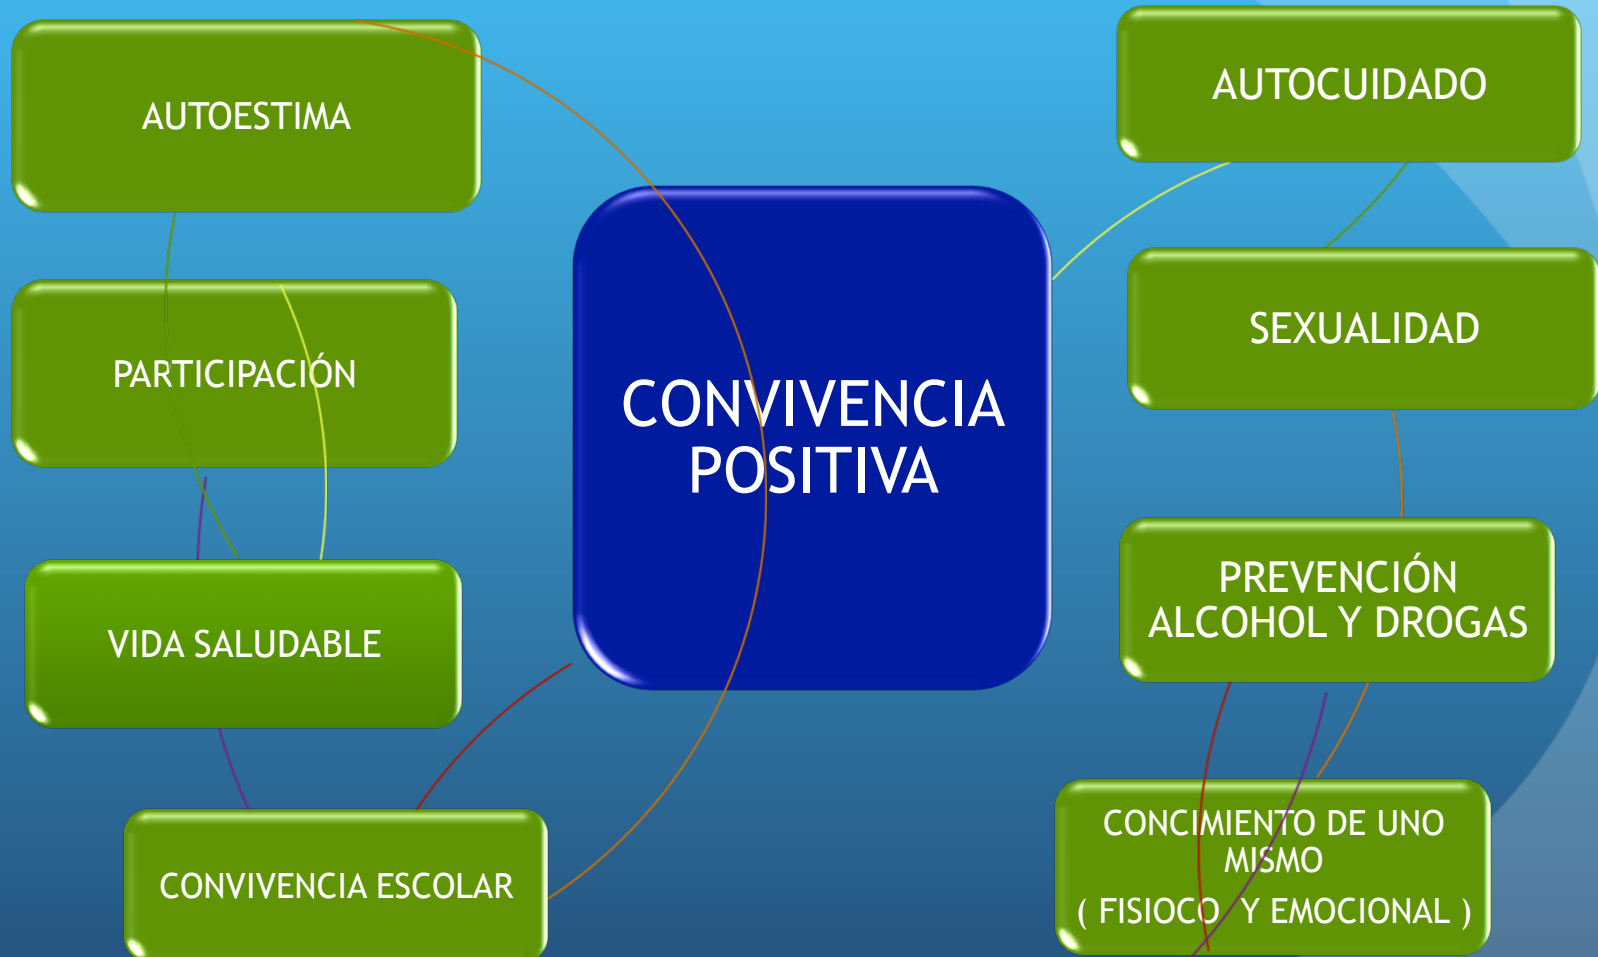 AUTOESTIMA
PARTICIPACIÓN
VIDA SALUDABLE
CONVIVENCIA ESCOLAR
CONVIVENCIA
POSITIVA
AUTOCUIDADO
SEXUALIDAD
PREVENCIÓN
ALCOHOL Y DROGAS
CONCIMIENTO DE UNO
MISMO
( FISIOCO Y EMOCIONAL )